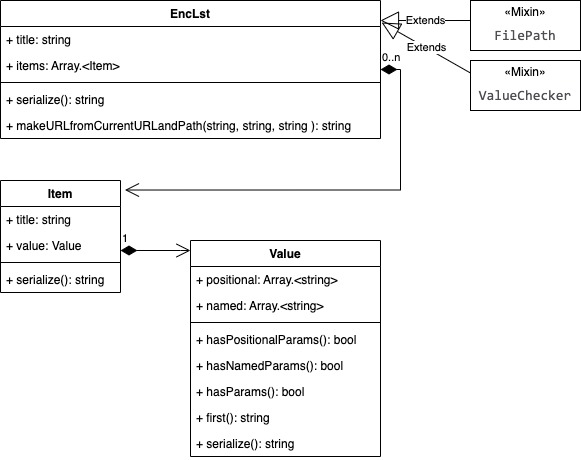 EncLst
+ title: string
+ items: Array.<Item>
+ serialize(): string
+ makeURLfromCurrentURLandPath(string, string, string ): string
Extends
«Mixin»
FilePath
Extends
«Mixin»
ValueChecker
0..n
Item
+ title: string
+ value: Value
+ serialize(): string
1
Value
+ positional: Array.<string>
+ named: Array.<string>
+ hasPositionalParams(): bool
+ hasNamedParams(): bool
+ hasParams(): bool
+ first(): string
+ serialize(): string